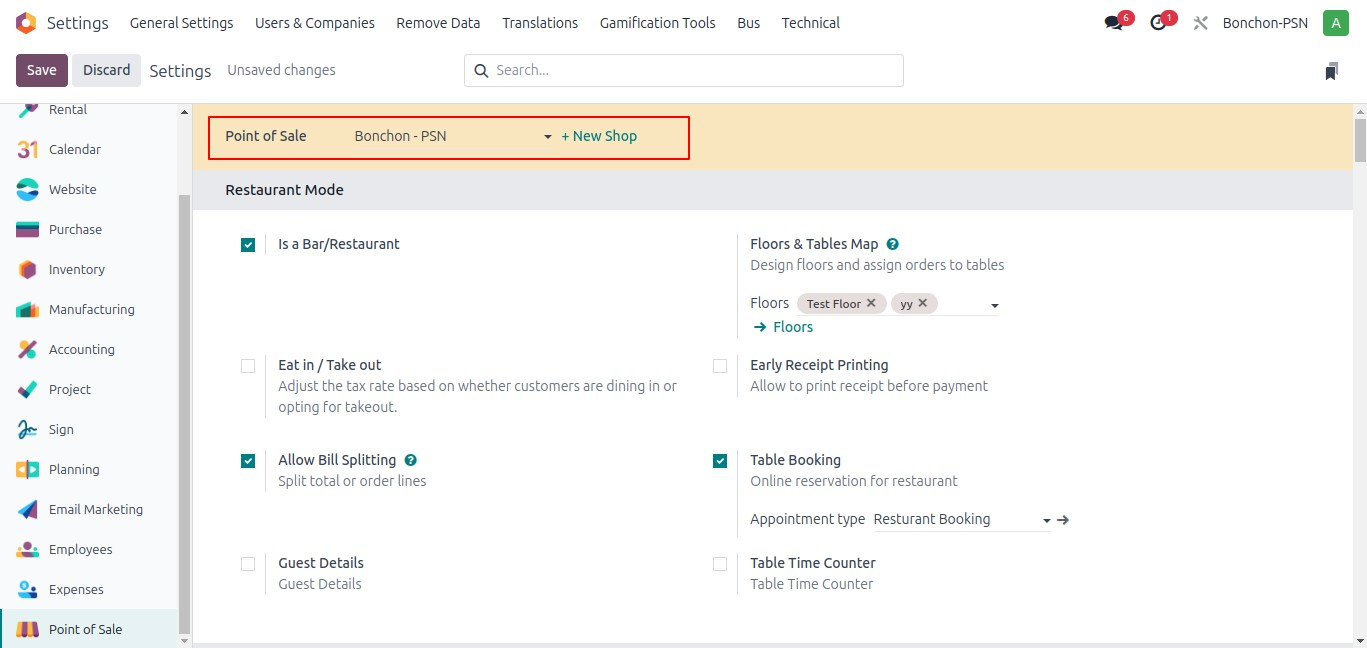 Settings General Settings Users & Companies Remove Data Translations Gamification Tools Bus Technical 6 1 Bonchon-PSN A
Save Discard Settings Unsaved changes Search...
Rental
31 Calendar
Website
Purchase
Inventory
Manufacturing
Accounting
Project
Sign
Planning
Email Marketing
Employees
Expenses
Point of Sale
Point of Sale Bonchon - PSN + New Shop
Restaurant Mode
Is a Bar/Restaurant
Floors & Tables Map ?
Design floors and assign orders to tables
Floors Test Floor yy
Floors
Eat in / Take out
Adjust the tax rate based on whether customers are dining in or
opting for takeout.
Early Receipt Printing
Allow to print receipt before payment
Allow Bill Splitting ?
Split total or order lines
Table Booking
Online reservation for restaurant
Appointment type Resturant Booking
Guest Details
Guest Details
Table Time Counter
Table Time Counter